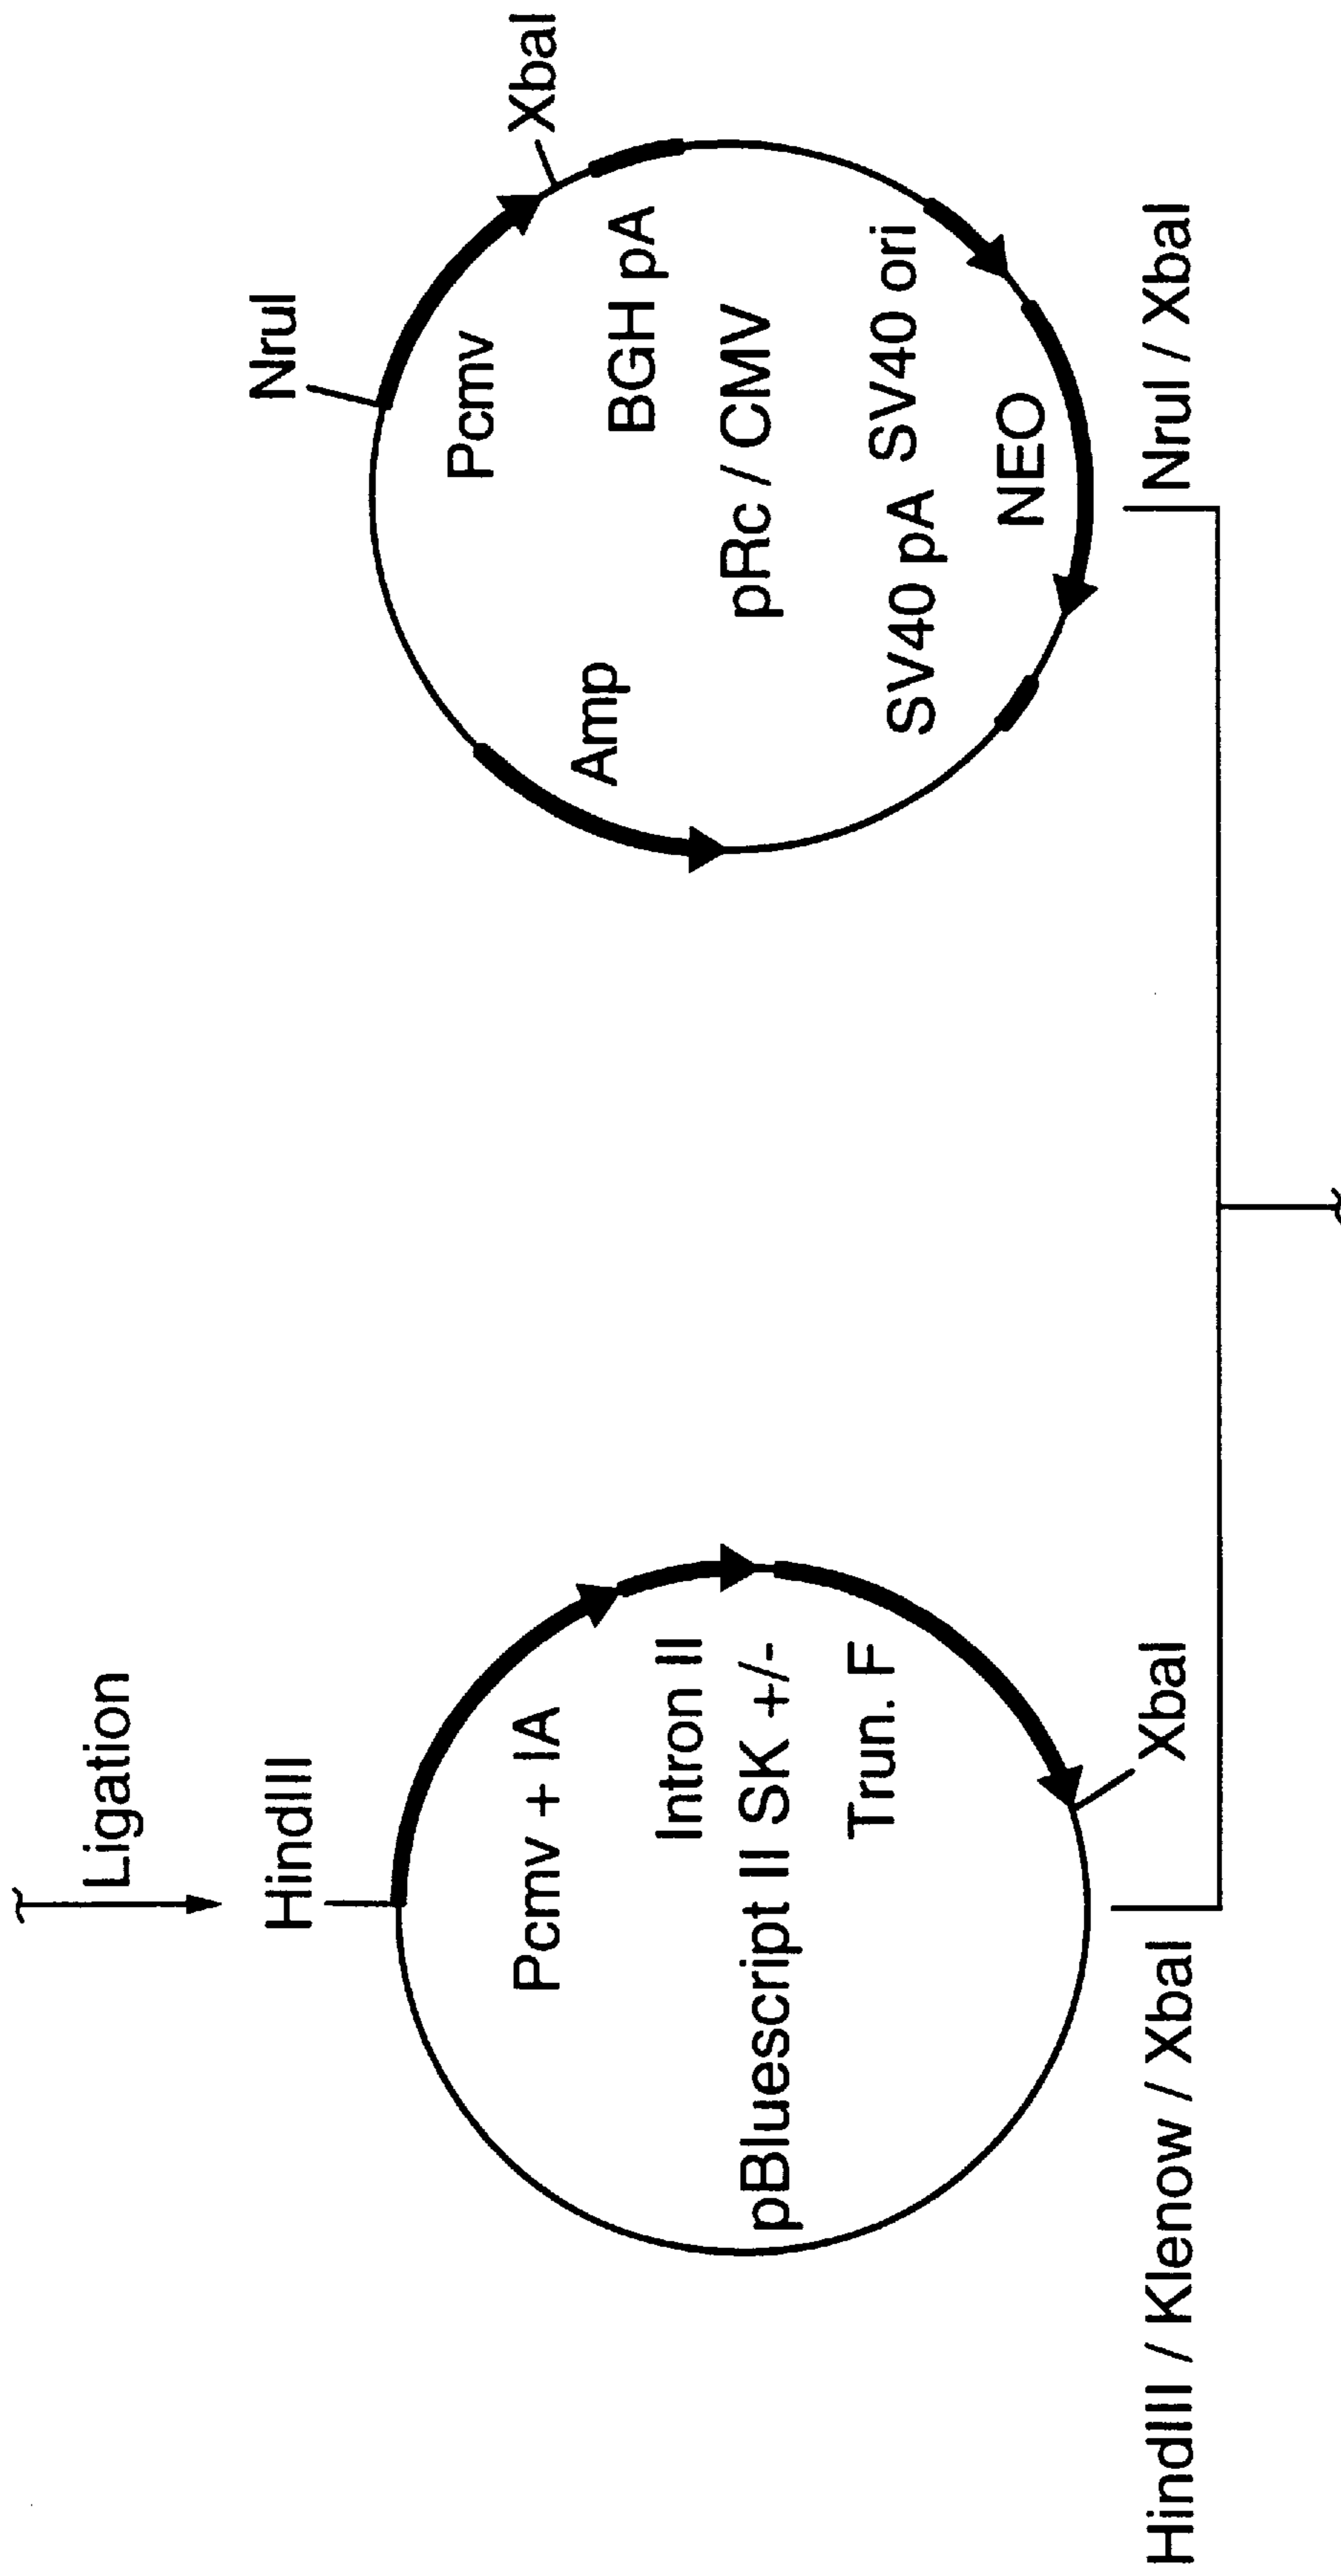 Ligation
HindIII
Pcmv + IA
Intron II
pBluescript II SK +/-
Trun. F
XbaI
HindIII / Klenow / XbaI
NruI
XbaI
Pcmv
BGH pA
Amp
pRc / CMV
SV40 pA SV40 ori
NEO
NruI / XbaI